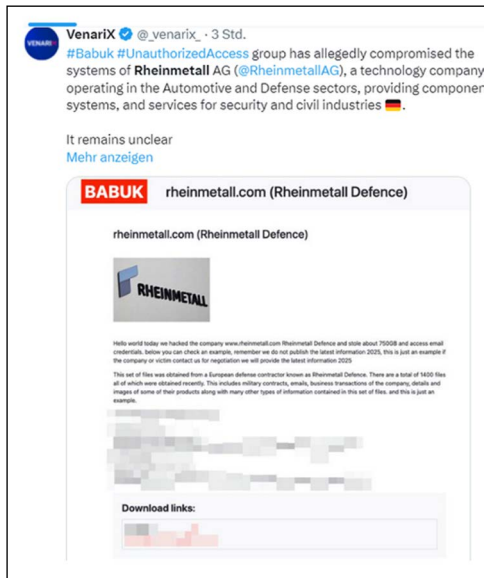 VENARIX
VenariX @_venarix_ · 3 Std.
#Babuk #UnauthorizedAccess group has allegedly compromised the
systems of Rheinmetall AG (@RheinmetallAG), a technology company
operating in the Automotive and Defense sectors, providing componen
systems, and services for security and civil industries 🇩🇪.
It remains unclear
Mehr anzeigen
BABUK rheinmetall.com (Rheinmetall Defence)
rheinmetall.com (Rheinmetall Defence)
RHEINMETALL
Hello world today we hacked the company www.rheinmetall.com Rheinmetall Defence and stole about 750GB and access email
credentials. below you can check an example, remember we do not publish the latest information 2025, this is just an example if
the company or victim contact us for negotiation we will provide the latest information 2025
This set of files was obtained from a European defense contractor known as Rheinmetall Defence. There are a total of 1400 files
all of which were obtained recently. This includes military contracts, emails, business transactions of the company, details and
images of some of their products along with many other types of information contained in this set of files. and this is just an
example.
Download links: